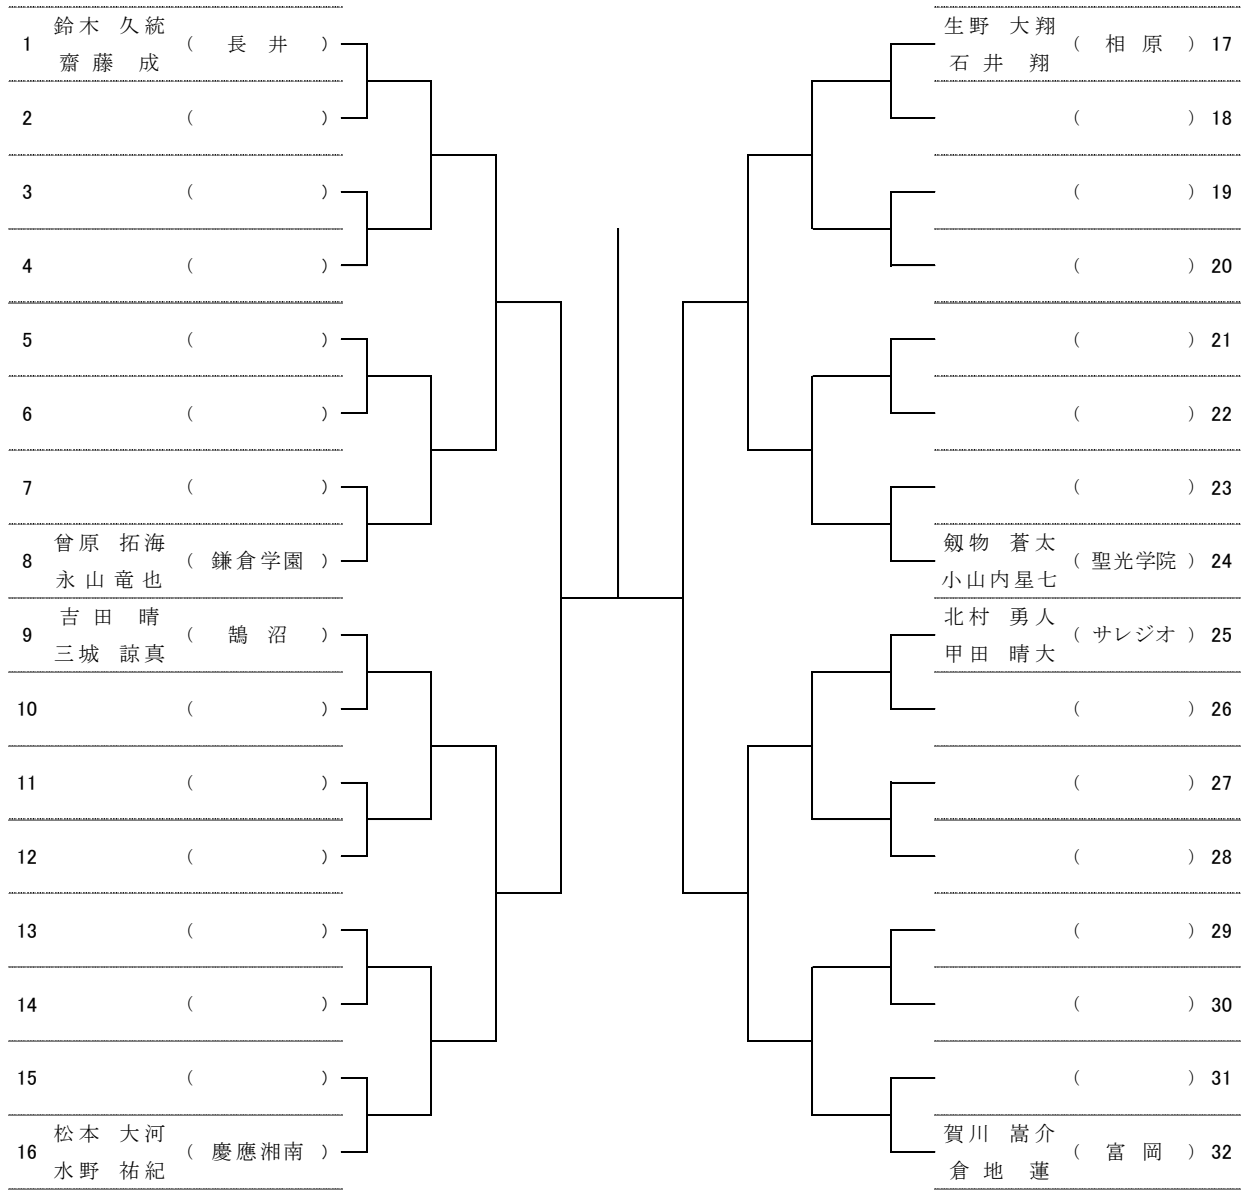 鈴木 久統
1 ( 長 井 )
齋藤 成
2 ( )
3 ( )
4 ( )
5 ( )
6 ( )
7 ( )
曾原 拓海
8 ( 鎌倉学園 )
永山竜也
吉田 晴
9 ( 鵠 沼 )
三城 諒真
10 ( )
11 ( )
12 ( )
13 ( )
14 ( )
15 ( )
松本 大河
16 ( 慶應湘南 )
水野 祐紀
生野 大翔
( 相 原 ) 17
石井 翔
( ) 18
( ) 19
( ) 20
( ) 21
( ) 22
( ) 23
剱物 蒼太
( 聖光学院 ) 24
小山内星七
北村 勇人
( サレジオ ) 25
甲田 晴大
( ) 26
( ) 27
( ) 28
( ) 29
( ) 30
( ) 31
賀川 嵩介
( 富 岡 ) 32
倉地 蓮